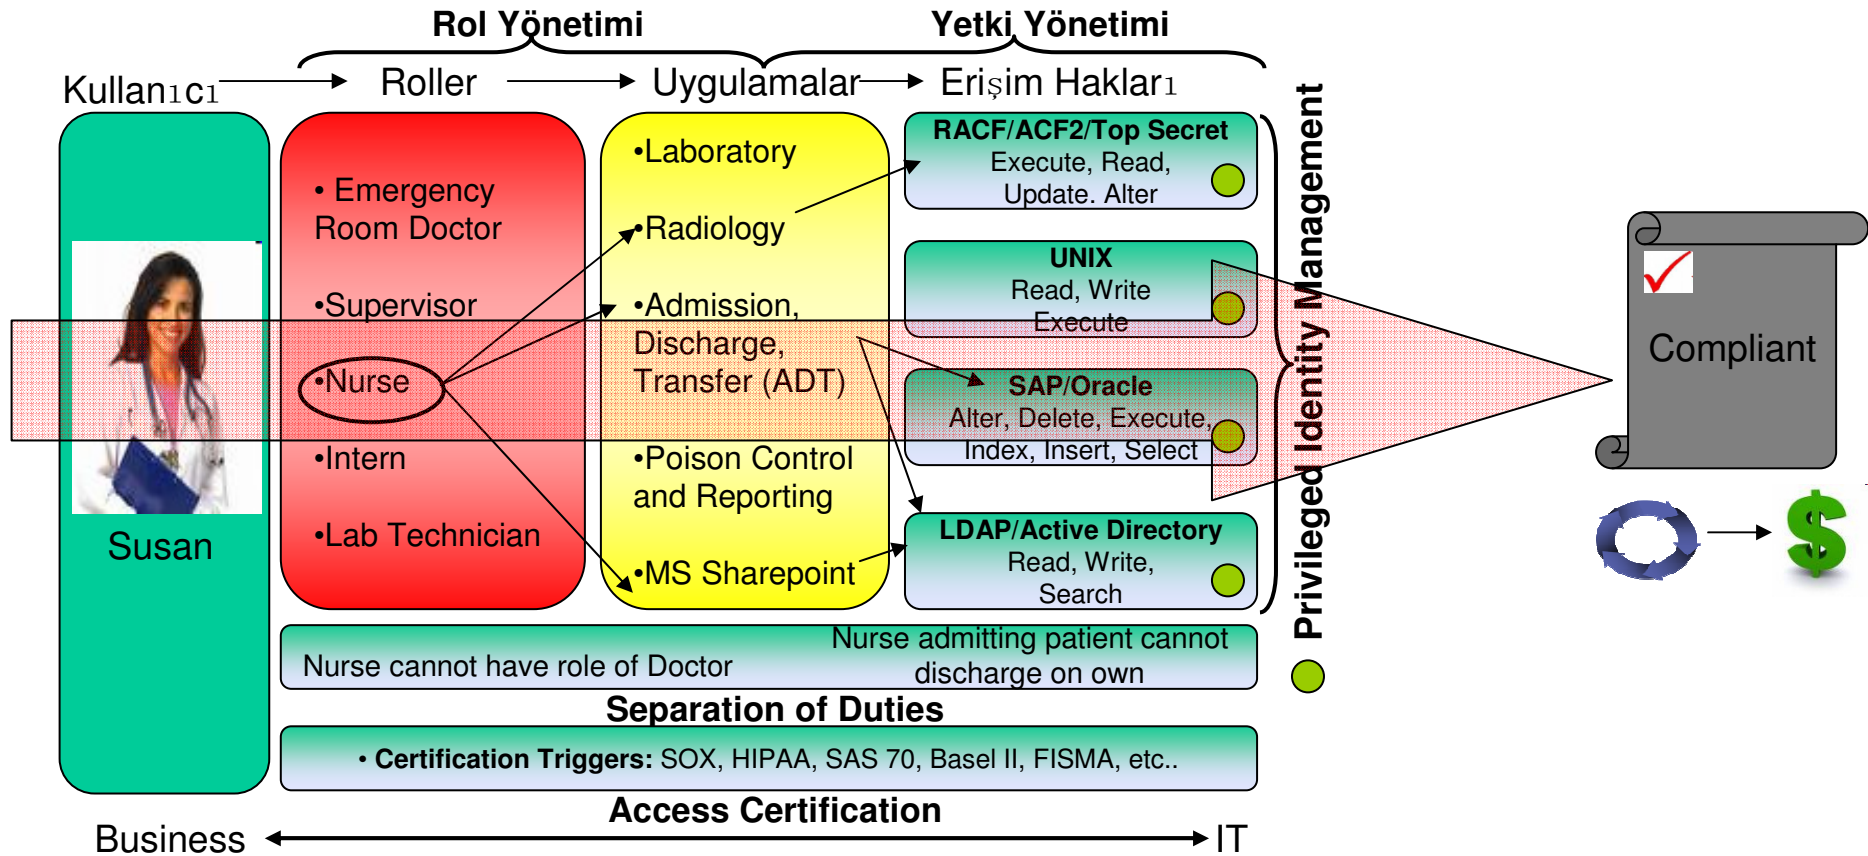 Rol Yönetimi
Yetki Yönetimi
Kullanıcı
Roller
Uygulamalar
Erişim Hakları
Susan
• Emergency
Room Doctor
•Supervisor
•Nurse
•Intern
•Lab Technician
•Laboratory
•Radiology
•Admission,
Discharge,
Transfer (ADT)
•Poison Control
and Reporting
•MS Sharepoint
RACF/ACF2/Top Secret
Execute, Read,
Update. Alter
UNIX
Read, Write
Execute
SAP/Oracle
Alter, Delete, Execute,
Index, Insert, Select
LDAP/Active Directory
Read, Write,
Search
Privileged Identity Management
Compliant
Nurse cannot have role of Doctor
Nurse admitting patient cannot
discharge on own
Separation of Duties
• Certification Triggers: SOX, HIPAA, SAS 70, Basel II, FISMA, etc..
Access Certification
Business
IT